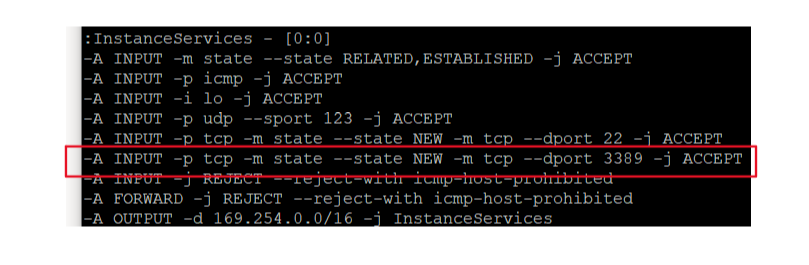 :InstanceServices - [0:0]
-A INPUT -m state --state RELATED,ESTABLISHED -j ACCEPT
-A INPUT -p icmp -j ACCEPT
-A INPUT -i lo -j ACCEPT
-A INPUT -p udp --sport 123 -j ACCEPT
-A INPUT -p tcp -m state --state NEW -m tcp --dport 22 -j ACCEPT
-A INPUT -p tcp -m state --state NEW -m tcp --dport 3389 -j ACCEPT
-A INPUT -j REJECT --reject-with icmp-host-prohibited
-A FORWARD -j REJECT --reject-with icmp-host-prohibited
-A OUTPUT -d 169.254.0.0/16 -j InstanceServices